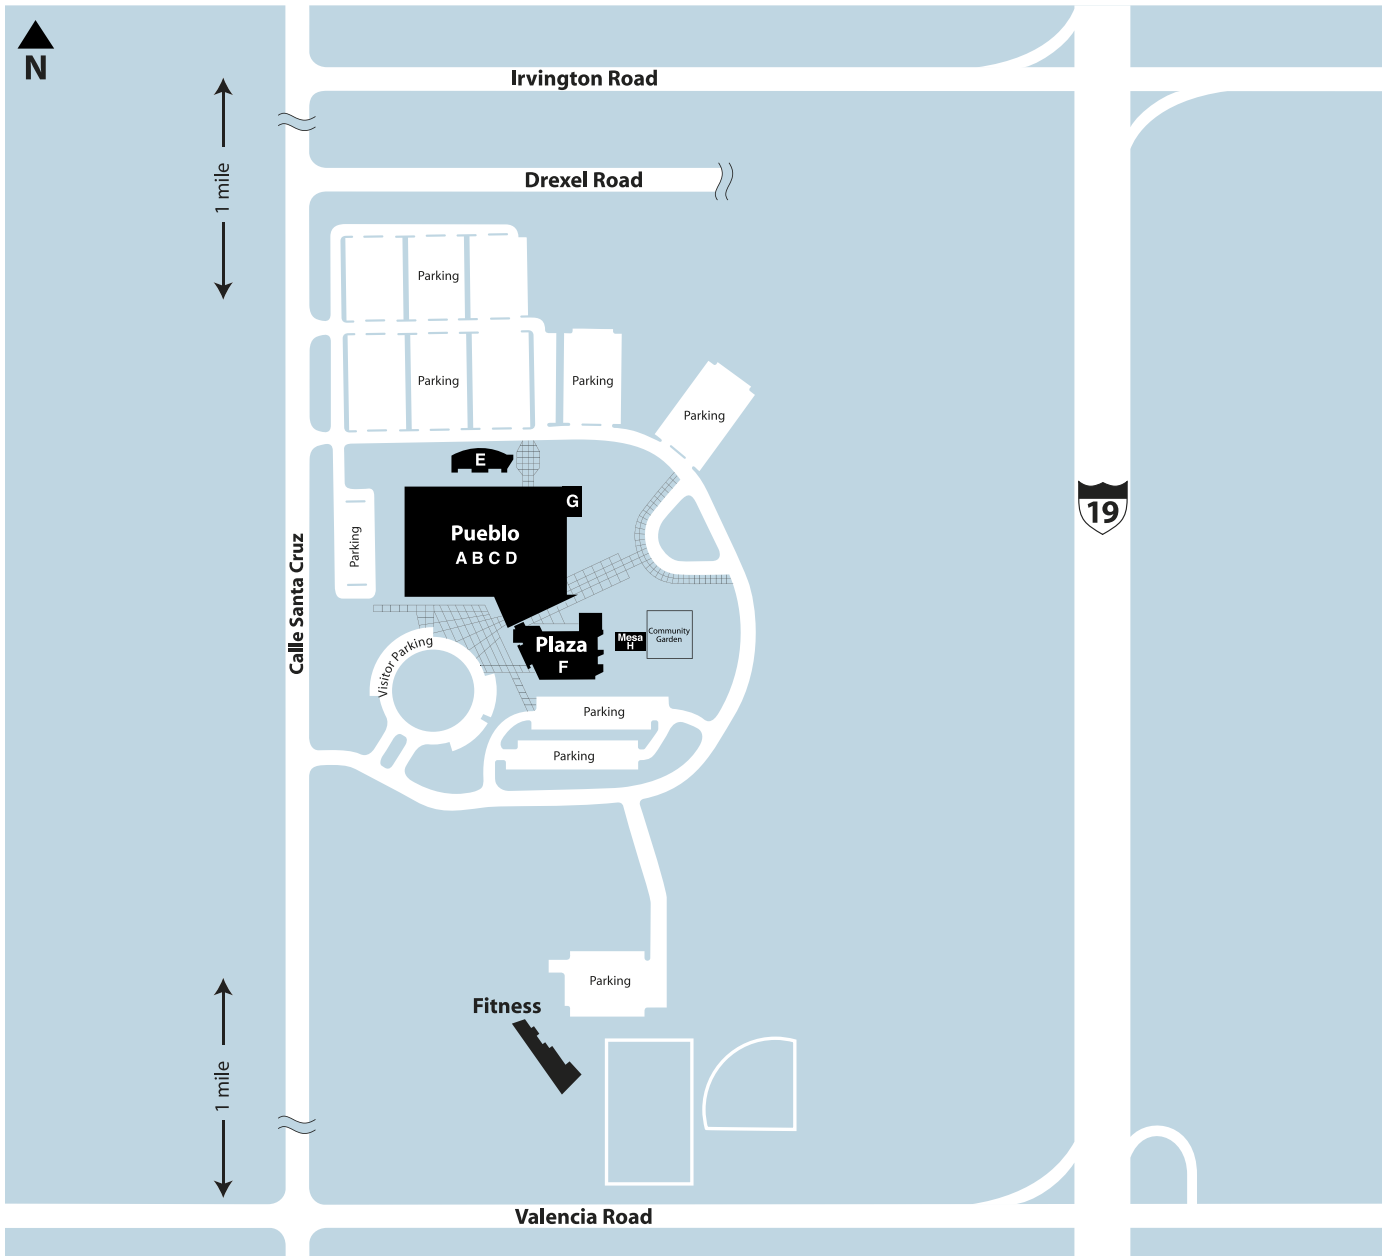 N
Irvington Road
1 mile
Drexel Road
Parking
Parking
Parking
Parking
E
G
19
Pueblo
A B C D
Parking
Calle Santa Cruz
Visitor Parking
Plaza
F
Mesa
H
Community
Garden
Parking
Parking
Parking
Fitness
1 mile
Valencia Road